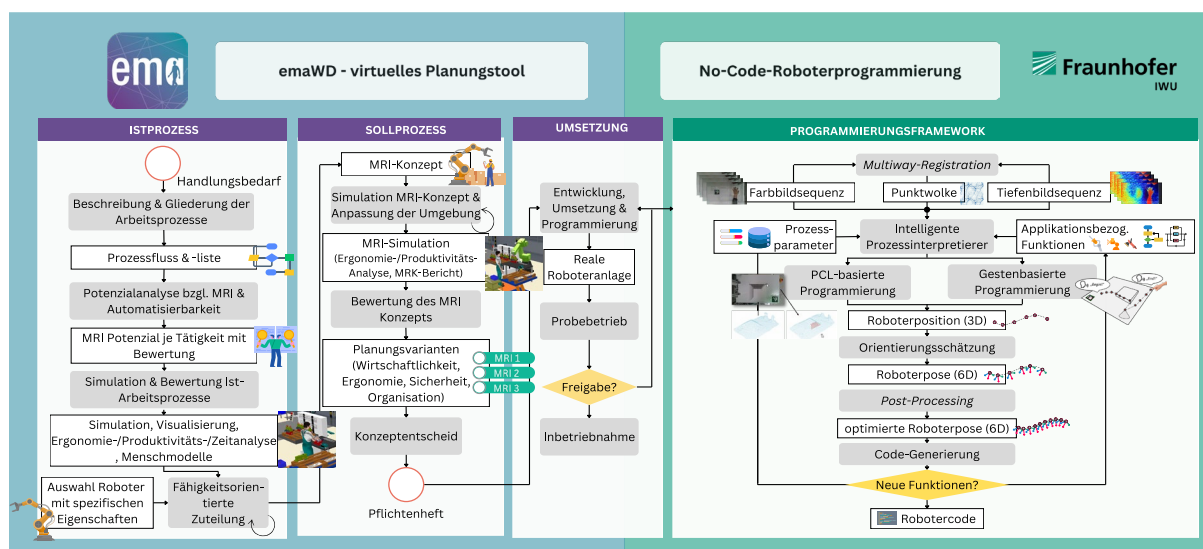 ema
emaWD - virtuelles Planungstool
No-Code-Roboterprogrammierung
Fraunhofer
IWU
ISTPROZESS
Handlungsbedarf
Beschreibung & Gliederung der
Arbeitsprozesse
Prozessfluss & -liste
Potenzialanalyse bzgl. MRI &
Automatisierbarkeit
MRI Potenzial je Tätigkeit mit
Bewertung
Simulation & Bewertung Ist-
Arbeitsprozesse
Simulation, Visualisierung,
Ergonomie-/Produktivitäts-/Zeitanalyse
, Menschmodelle
Auswahl Roboter
mit spezifischen
Eigenschaften
Fähigkeitsorien-
tierte
Zuteilung
SOLLPROZESS
MRI-Konzept
Simulation MRI-Konzept &
Anpassung der Umgebung
MRI-Simulation
(Ergonomie-/Produktivitäts-
Analyse, MRK-Bericht)
Bewertung des MRI
Konzepts
Planungsvarianten
(Wirtschaftlichkeit,
Ergonomie, Sicherheit,
Organisation)
MRI 1
MRI 2
MRI 3
Konzeptentscheid
Pflichtenheft
UMSETZUNG
Entwicklung,
Umsetzung &
Programmierung
Reale
Roboteranlage
Probebetrieb
Freigabe?
Inbetriebnahme
PROGRAMMIERUNGSFRAMEWORK
Multiway-Registration
Farbbildsequenz
Punktwolke
Tiefenbildsequenz
Prozess-
parameter
Intelligente
Prozessinterpretierer
Applikationsbezog.
Funktionen
PCL-basierte
Programmierung
Gestenbasierte
Programmierung
Roboterposition (3D)
Orientierungsschätzung
Roboterpose (6D)
Post-Processing
optimierte Roboterpose (6D)
Code-Generierung
Neue Funktionen?
Robotercode